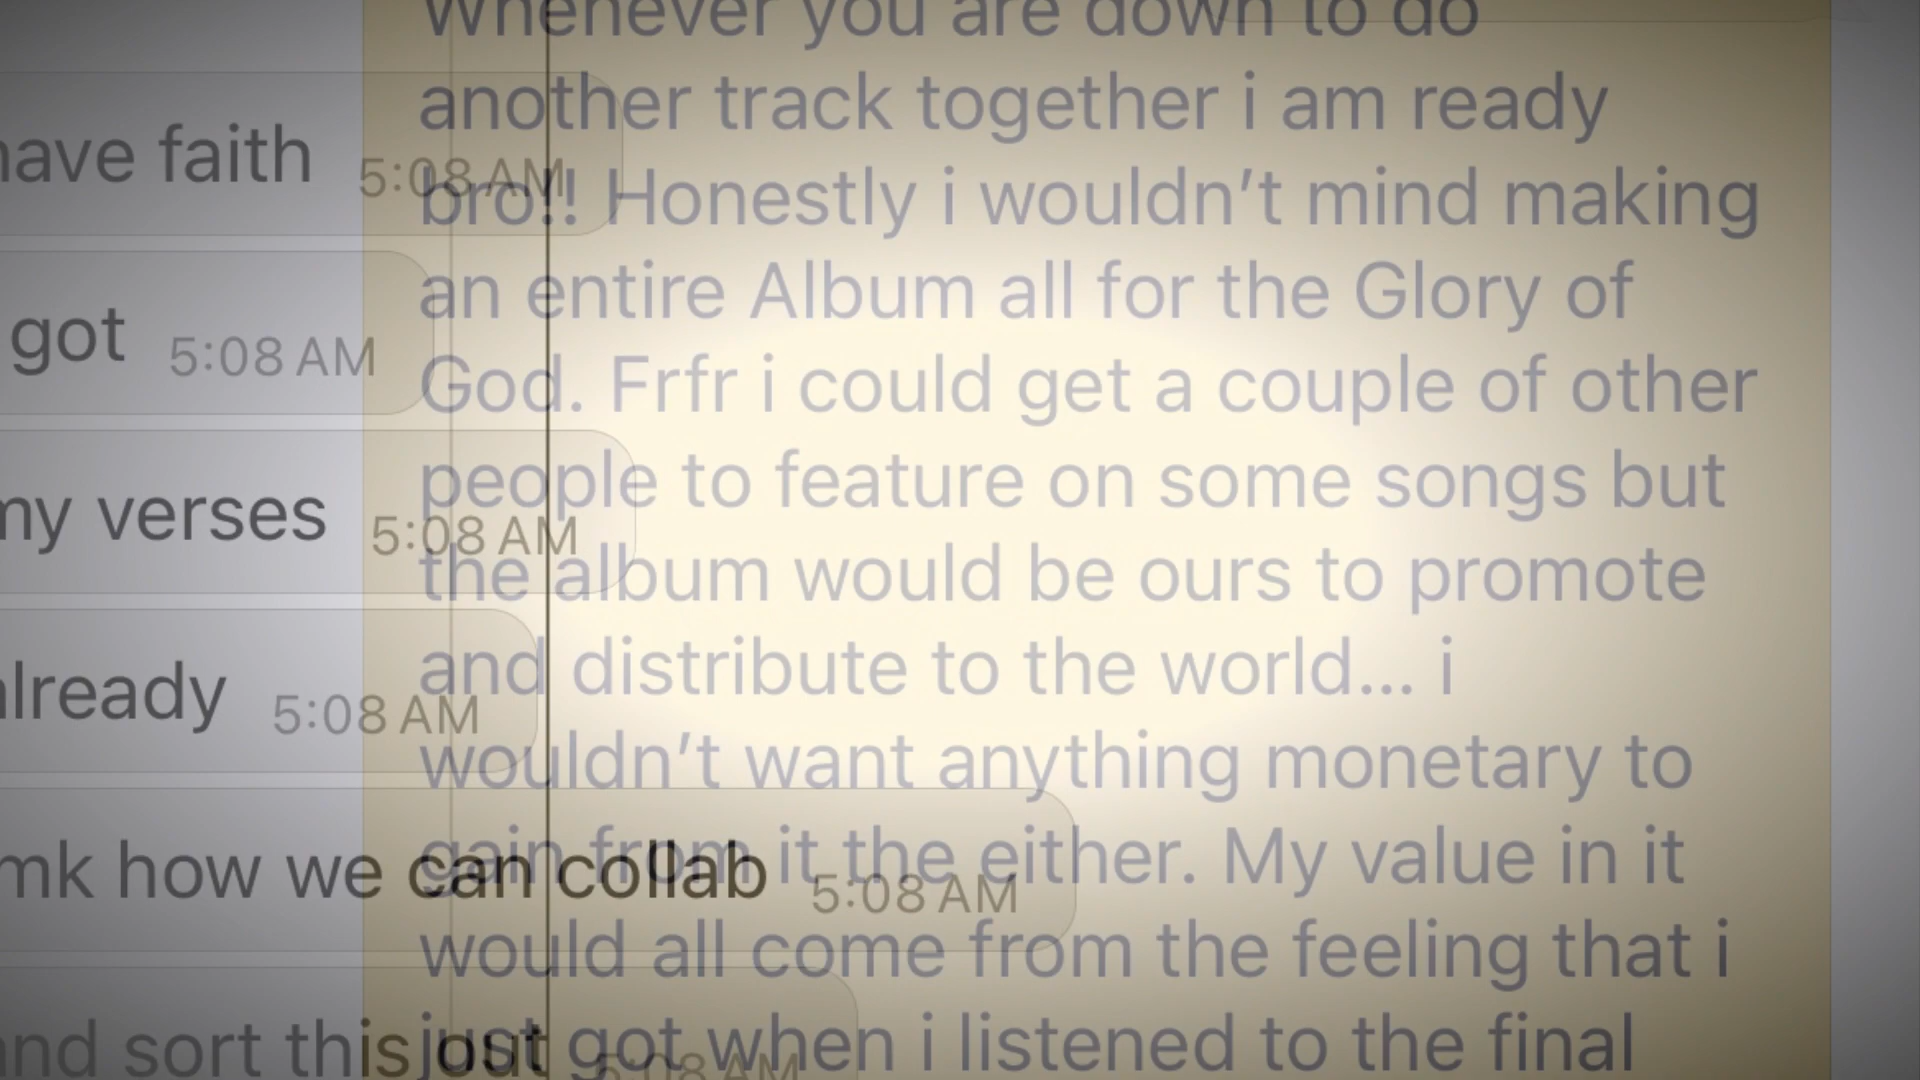 have faith 5:08 AM
got 5:08 AM
my verses 5:08 AM
already 5:08 AM
mk how we can collab 5:08 AM
and sort this out 5:08 AM
Whenever you are down to do
another track together i am ready
bro!! Honestly i wouldn’t mind making
an entire Album all for the Glory of
God. Frfr i could get a couple of other
people to feature on some songs but
the album would be ours to promote
and distribute to the world... i
wouldn’t want anything monetary to
gain from it the either. My value in it
would all come from the feeling that i
just got when i listened to the final